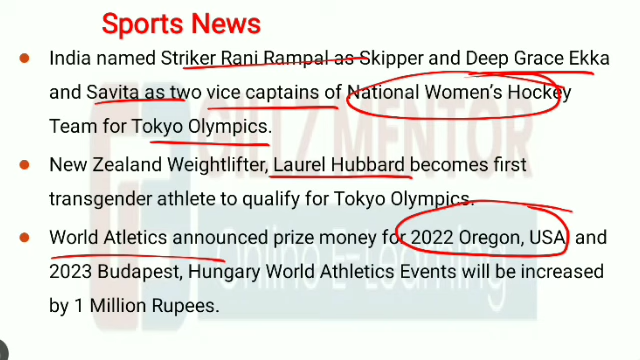 Sports News
India named Striker Rani Rampal as Skipper and Deep Grace Ekka
and Savita as two vice captains of National Women's Hockey
Team for Tokyo Olympics.
New Zealand Weightlifter, Laurel Hubbard becomes first
transgender athlete to qualify for Tokyo Olympics.
World Atletics announced prize money for 2022 Oregon, USA, and
2023 Budapest, Hungary World Athletics Events will be increased
by 1 Million Rupees.
MENTOR
Online E-Learning